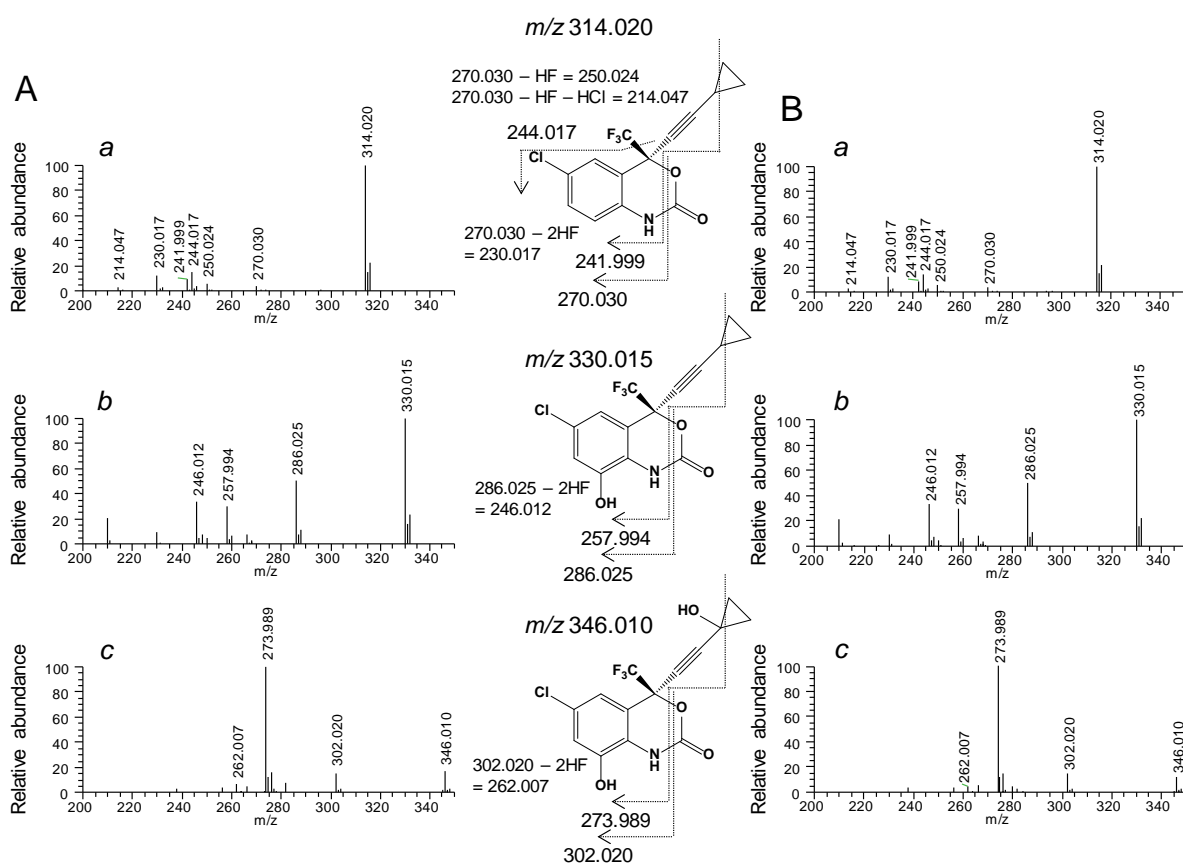 m/z 314.020
A
270.030 – HF = 250.024
270.030 – HF – HCl = 214.047
244.017
F3C
Cl
O
N
H
O
270.030 – 2HF
= 230.017
241.999
270.030
B
a
Relative abundance
100
80
60
40
20
0
214.047
230.017
241.999
244.017
250.024
270.030
314.020
200 220 240 260 280 300 320 340
m/z
a
Relative abundance
100
80
60
40
20
0
214.047
230.017
241.999
244.017
250.024
270.030
314.020
200 220 240 260 280 300 320 340
m/z
m/z 330.015
F3C
Cl
O
N
H
O
OH
286.025 – 2HF
= 246.012
257.994
286.025
b
Relative abundance
100
80
60
40
20
0
246.012
257.994
286.025
330.015
200 220 240 260 280 300 320 340
m/z
b
Relative abundance
100
80
60
40
20
0
246.012
257.994
286.025
330.015
200 220 240 260 280 300 320 340
m/z
m/z 346.010
HO
F3C
Cl
O
N
H
O
OH
302.020 – 2HF
= 262.007
273.989
302.020
c
Relative abundance
100
80
60
40
20
0
262.007
273.989
302.020
346.010
200 220 240 260 280 300 320 340
m/z
c
Relative abundance
100
80
60
40
20
0
262.007
273.989
302.020
346.010
200 220 240 260 280 300 320 340
m/z